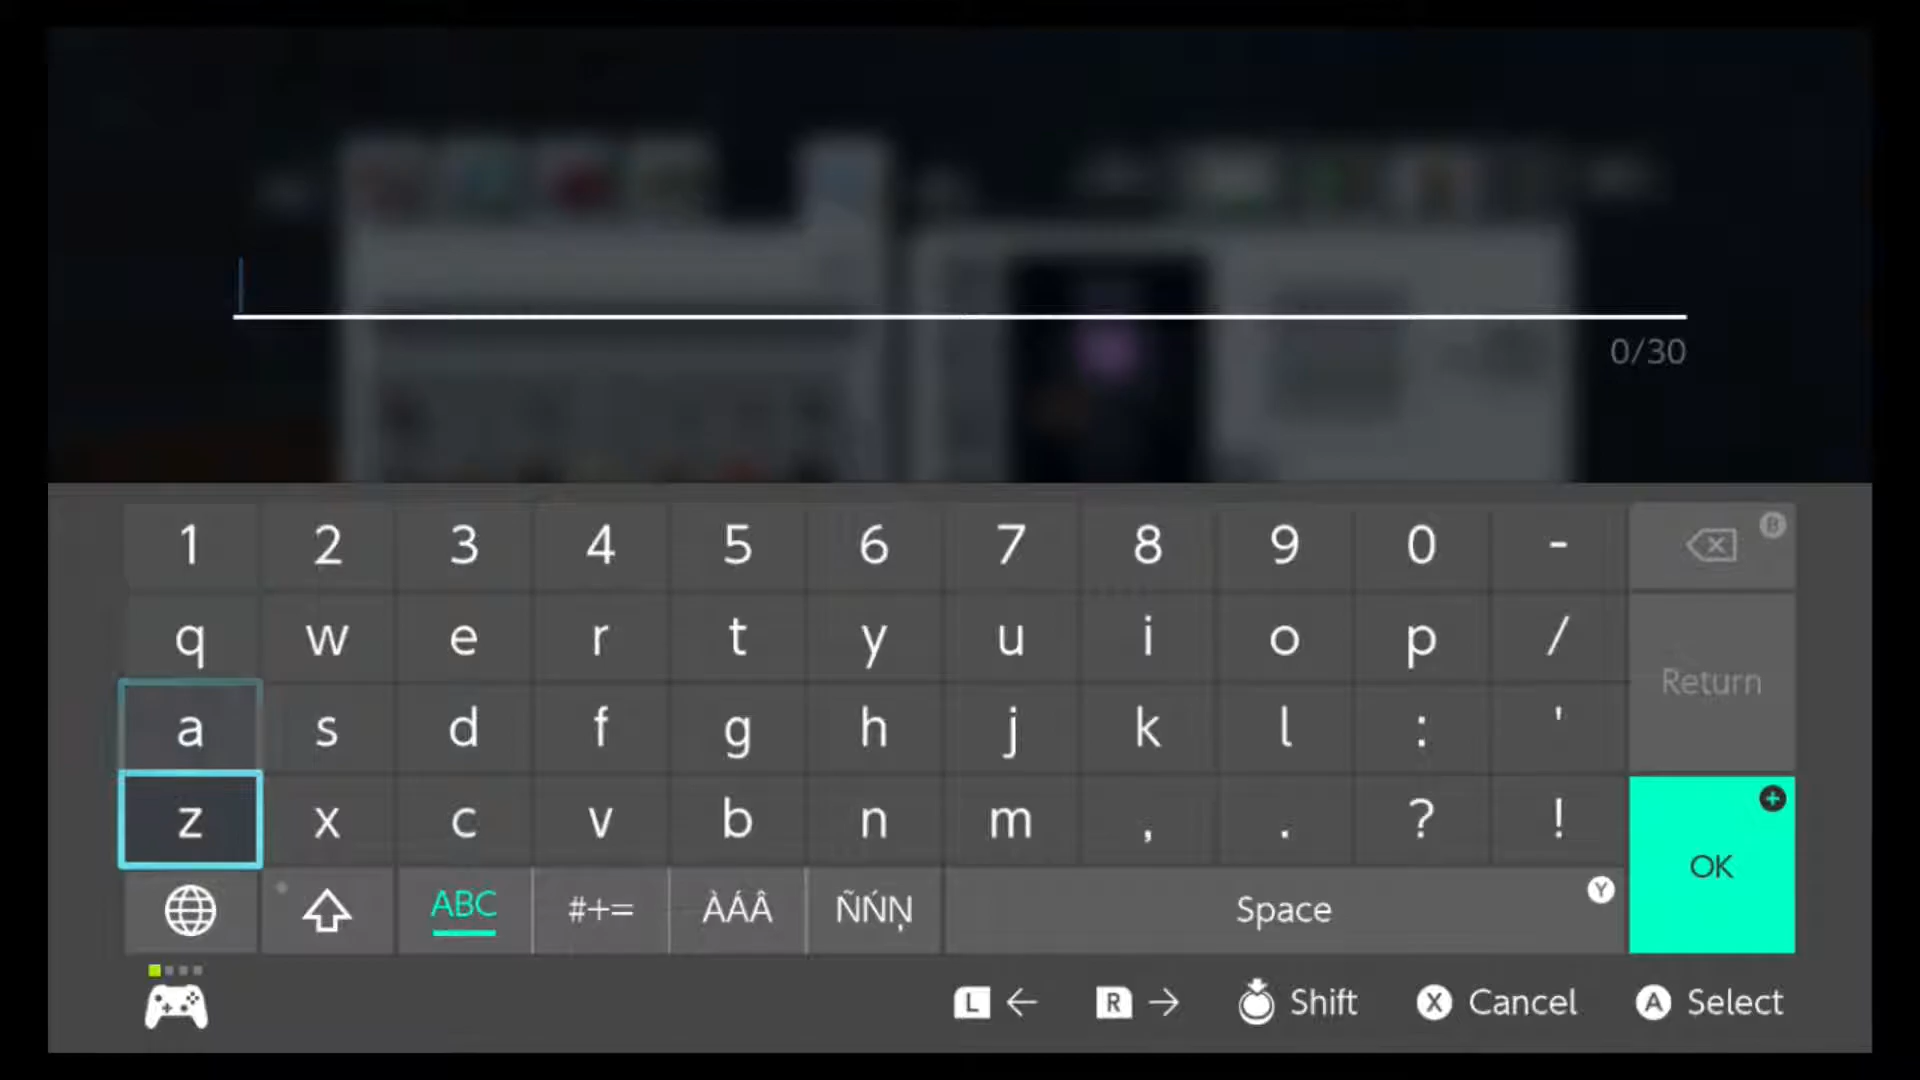 0/30
1 2 3 4 5 6 7 8 9 0 - B
q w e r t y u i o p /
Return
a s d f g h j k l : '
z x c v b n m , . ? ! +
OK
ABC #+= ÀÁÂ ÑŃŅ Space Y
L ← R → Shift X Cancel A Select